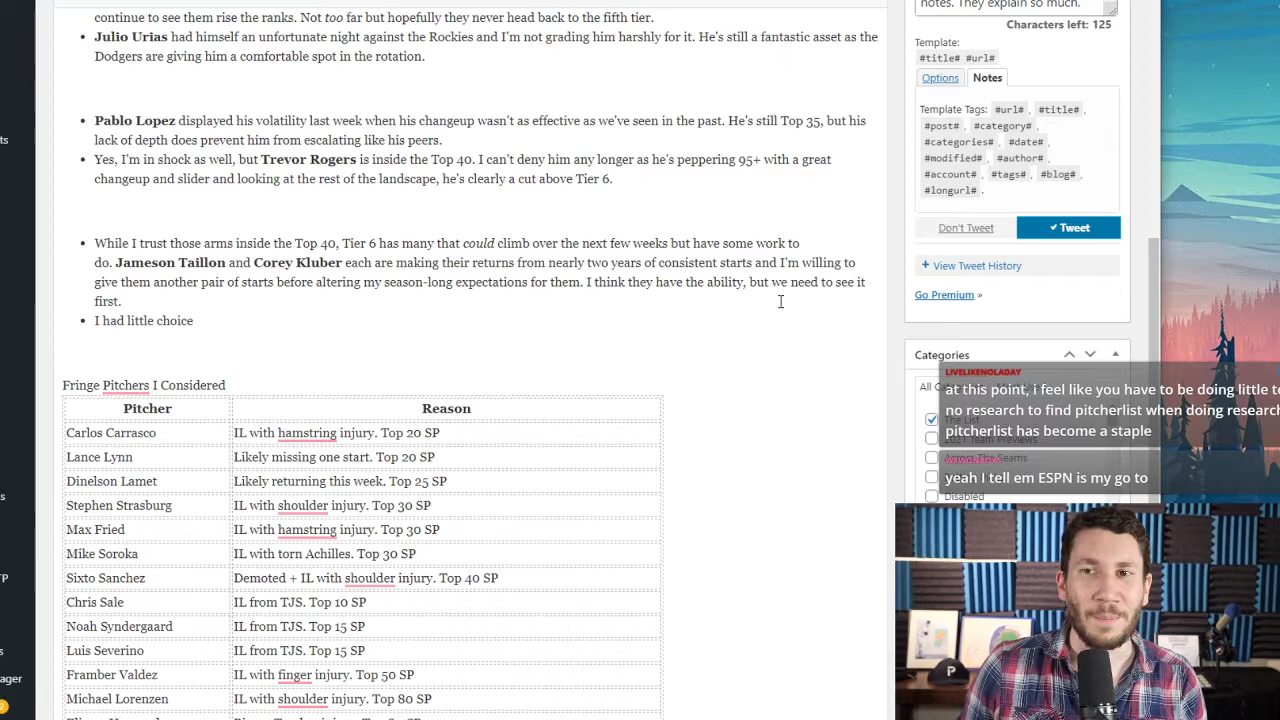 continue to see them rise the ranks. Not too far but hopefully they never head back to the fifth tier.
Julio Urias had himself an unfortunate night against the Rockies and I'm not grading him harshly for it. He's still a fantastic asset as the
Dodgers are giving him a comfortable spot in the rotation.
Pablo Lopez displayed his volatility last week when his changeup wasn't as effective as we've seen in the past. He's still Top 35, but his
lack of depth does prevent him from escalating like his peers.
Yes, I'm in shock as well, but Trevor Rogers is inside the Top 40. I can't deny him any longer as he's peppering 95+ with a great
changeup and slider and looking at the rest of the landscape, he's clearly a cut above Tier 6.
While I trust those arms inside the Top 40, Tier 6 has many that could climb over the next few weeks but have some work to
do. Jameson Taillon and Corey Kluber each are making their returns from nearly two years of consistent starts and I'm willing to
give them another pair of starts before altering my season-long expectations for them. I think they have the ability, but we need to see it
first.
I had little choice
Fringe Pitchers I Considered
Pitcher Reason
Carlos Carrasco IL with hamstring injury. Top 20 SP
Lance Lynn Likely missing one start. Top 20 SP
Dinelson Lamet Likely returning this week. Top 25 SP
Stephen Strasburg IL with shoulder injury. Top 30 SP
Max Fried IL with hamstring injury. Top 30 SP
Mike Soroka IL with torn Achilles. Top 30 SP
Sixto Sanchez Demoted + IL with shoulder injury. Top 40 SP
Chris Sale IL from TJS. Top 10 SP
Noah Syndergaard IL from TJS. Top 15 SP
Luis Severino IL from TJS. Top 15 SP
Framber Valdez IL with finger injury. Top 50 SP
Michael Lorenzen IL with shoulder injury. Top 80 SP
notes. They explain so much.
Characters left: 125
Template:
#title# #url#
Options Notes
Template Tags: #url# , #title# ,
#post# , #category# ,
#categories# , #date# ,
#modified# , #author# ,
#account# , #tags# , #blog# ,
#longurl# .
Don't Tweet ✔ Tweet
+ View Tweet History
Go Premium »
Categories
All
LIVELIKENOLADAY
at this point, i feel like you have to be doing little to
no research to find pitcherlist when doing research
pitcherlist has become a staple
The List
2021 Team Previews
Across The Seams
yeah I tell em ESPN is my go to
Disabled
ts
s
TP
s
nager
2
P